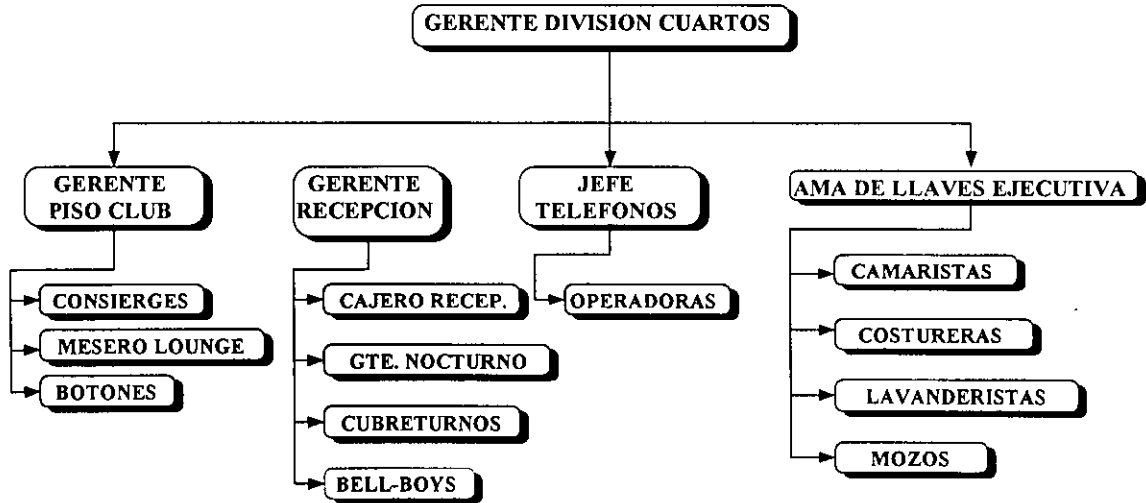 GERENTE DIVISION CUARTOS
GERENTE
PISO CLUB
CONSIERGES
MESERO LOUNGE
BOTONES
GERENTE
RECEPCION
CAJERO RECEP.
GTE. NOCTURNO
CUBRETURNOS
BELL-BOYS
JEFE
TELEFONOS
OPERADORAS
AMA DE LLAVES EJECUTIVA
CAMARISTAS
COSTURERAS
LAVANDERISTAS
MOZOS